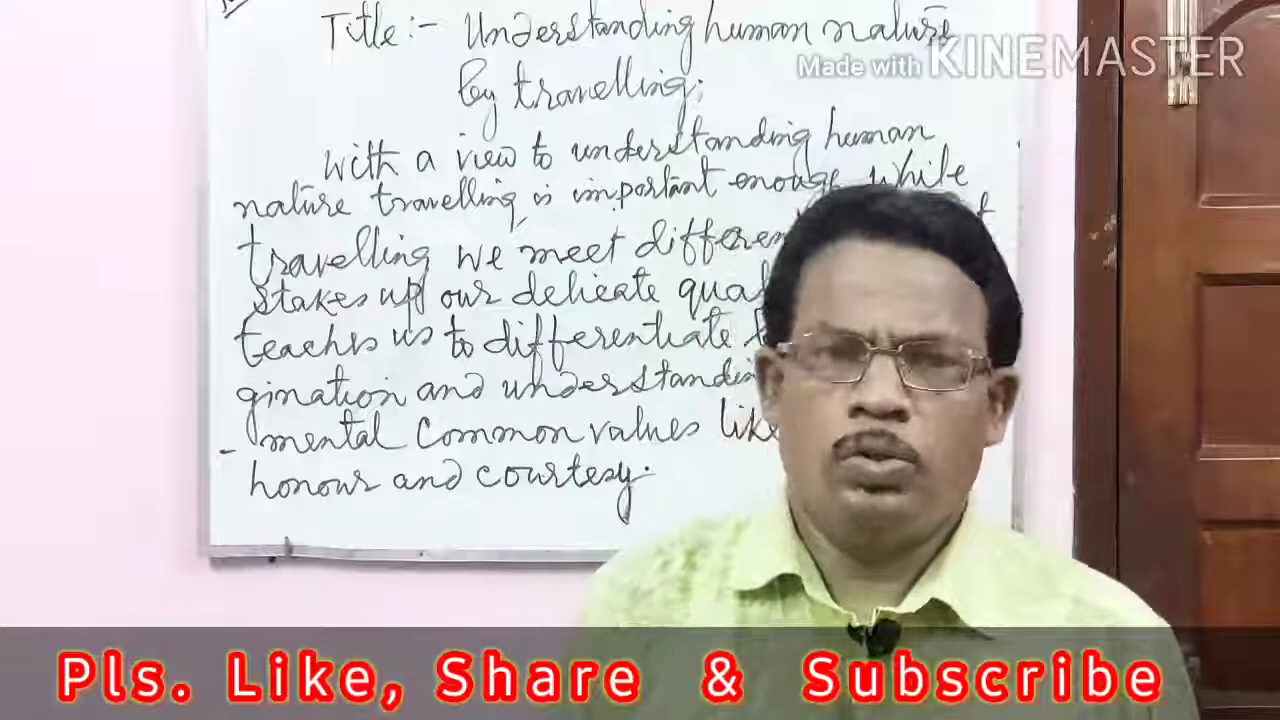 Title:- Understanding human nature
Made with KINEMASTER
by travelling;
with a view to understanding human
nature travelling is important enoug while
travelling we meet differen
stakes up our delicate qual
teaches us to differentiate
gination and understandin
- mental common values like
honour and courtesy.
Pls. Like, Share & Subscribe